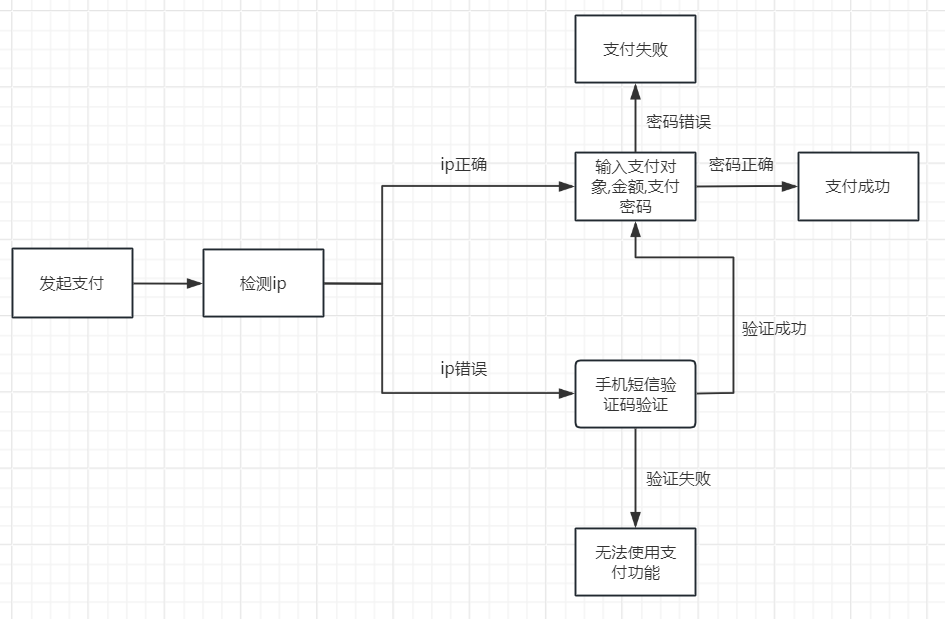 支付失败
密码错误
ip正确
输入支付对
象,金额,支付
密码
密码正确
支付成功
发起支付
检测ip
验证成功
ip错误
手机短信验
证码验证
验证失败
无法使用支
付功能